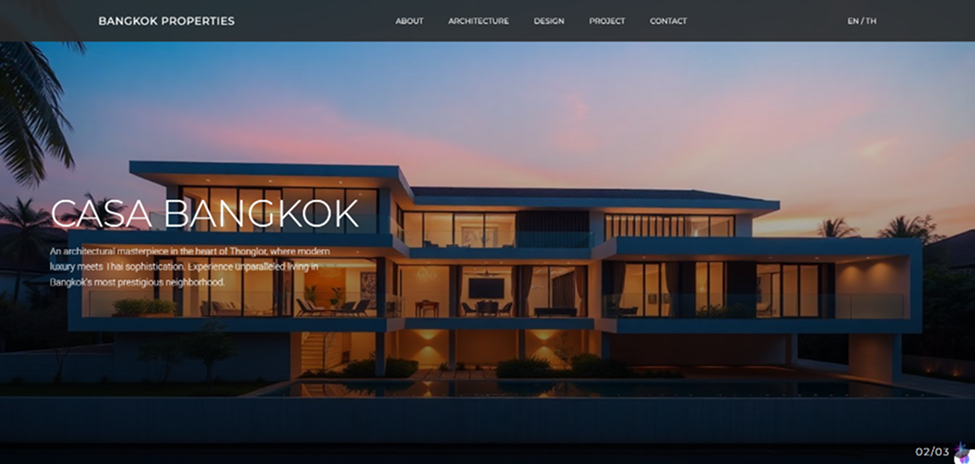 BANGKOK PROPERTIES
ABOUT ARCHITECTURE DESIGN PROJECT CONTACT
EN / TH
CASA BANGKOK
An architectural masterpiece in the heart of Thonglor, where modern
luxury meets Thai sophistication. Experience unparalleled living in
Bangkok's most prestigious neighborhood.
02/03